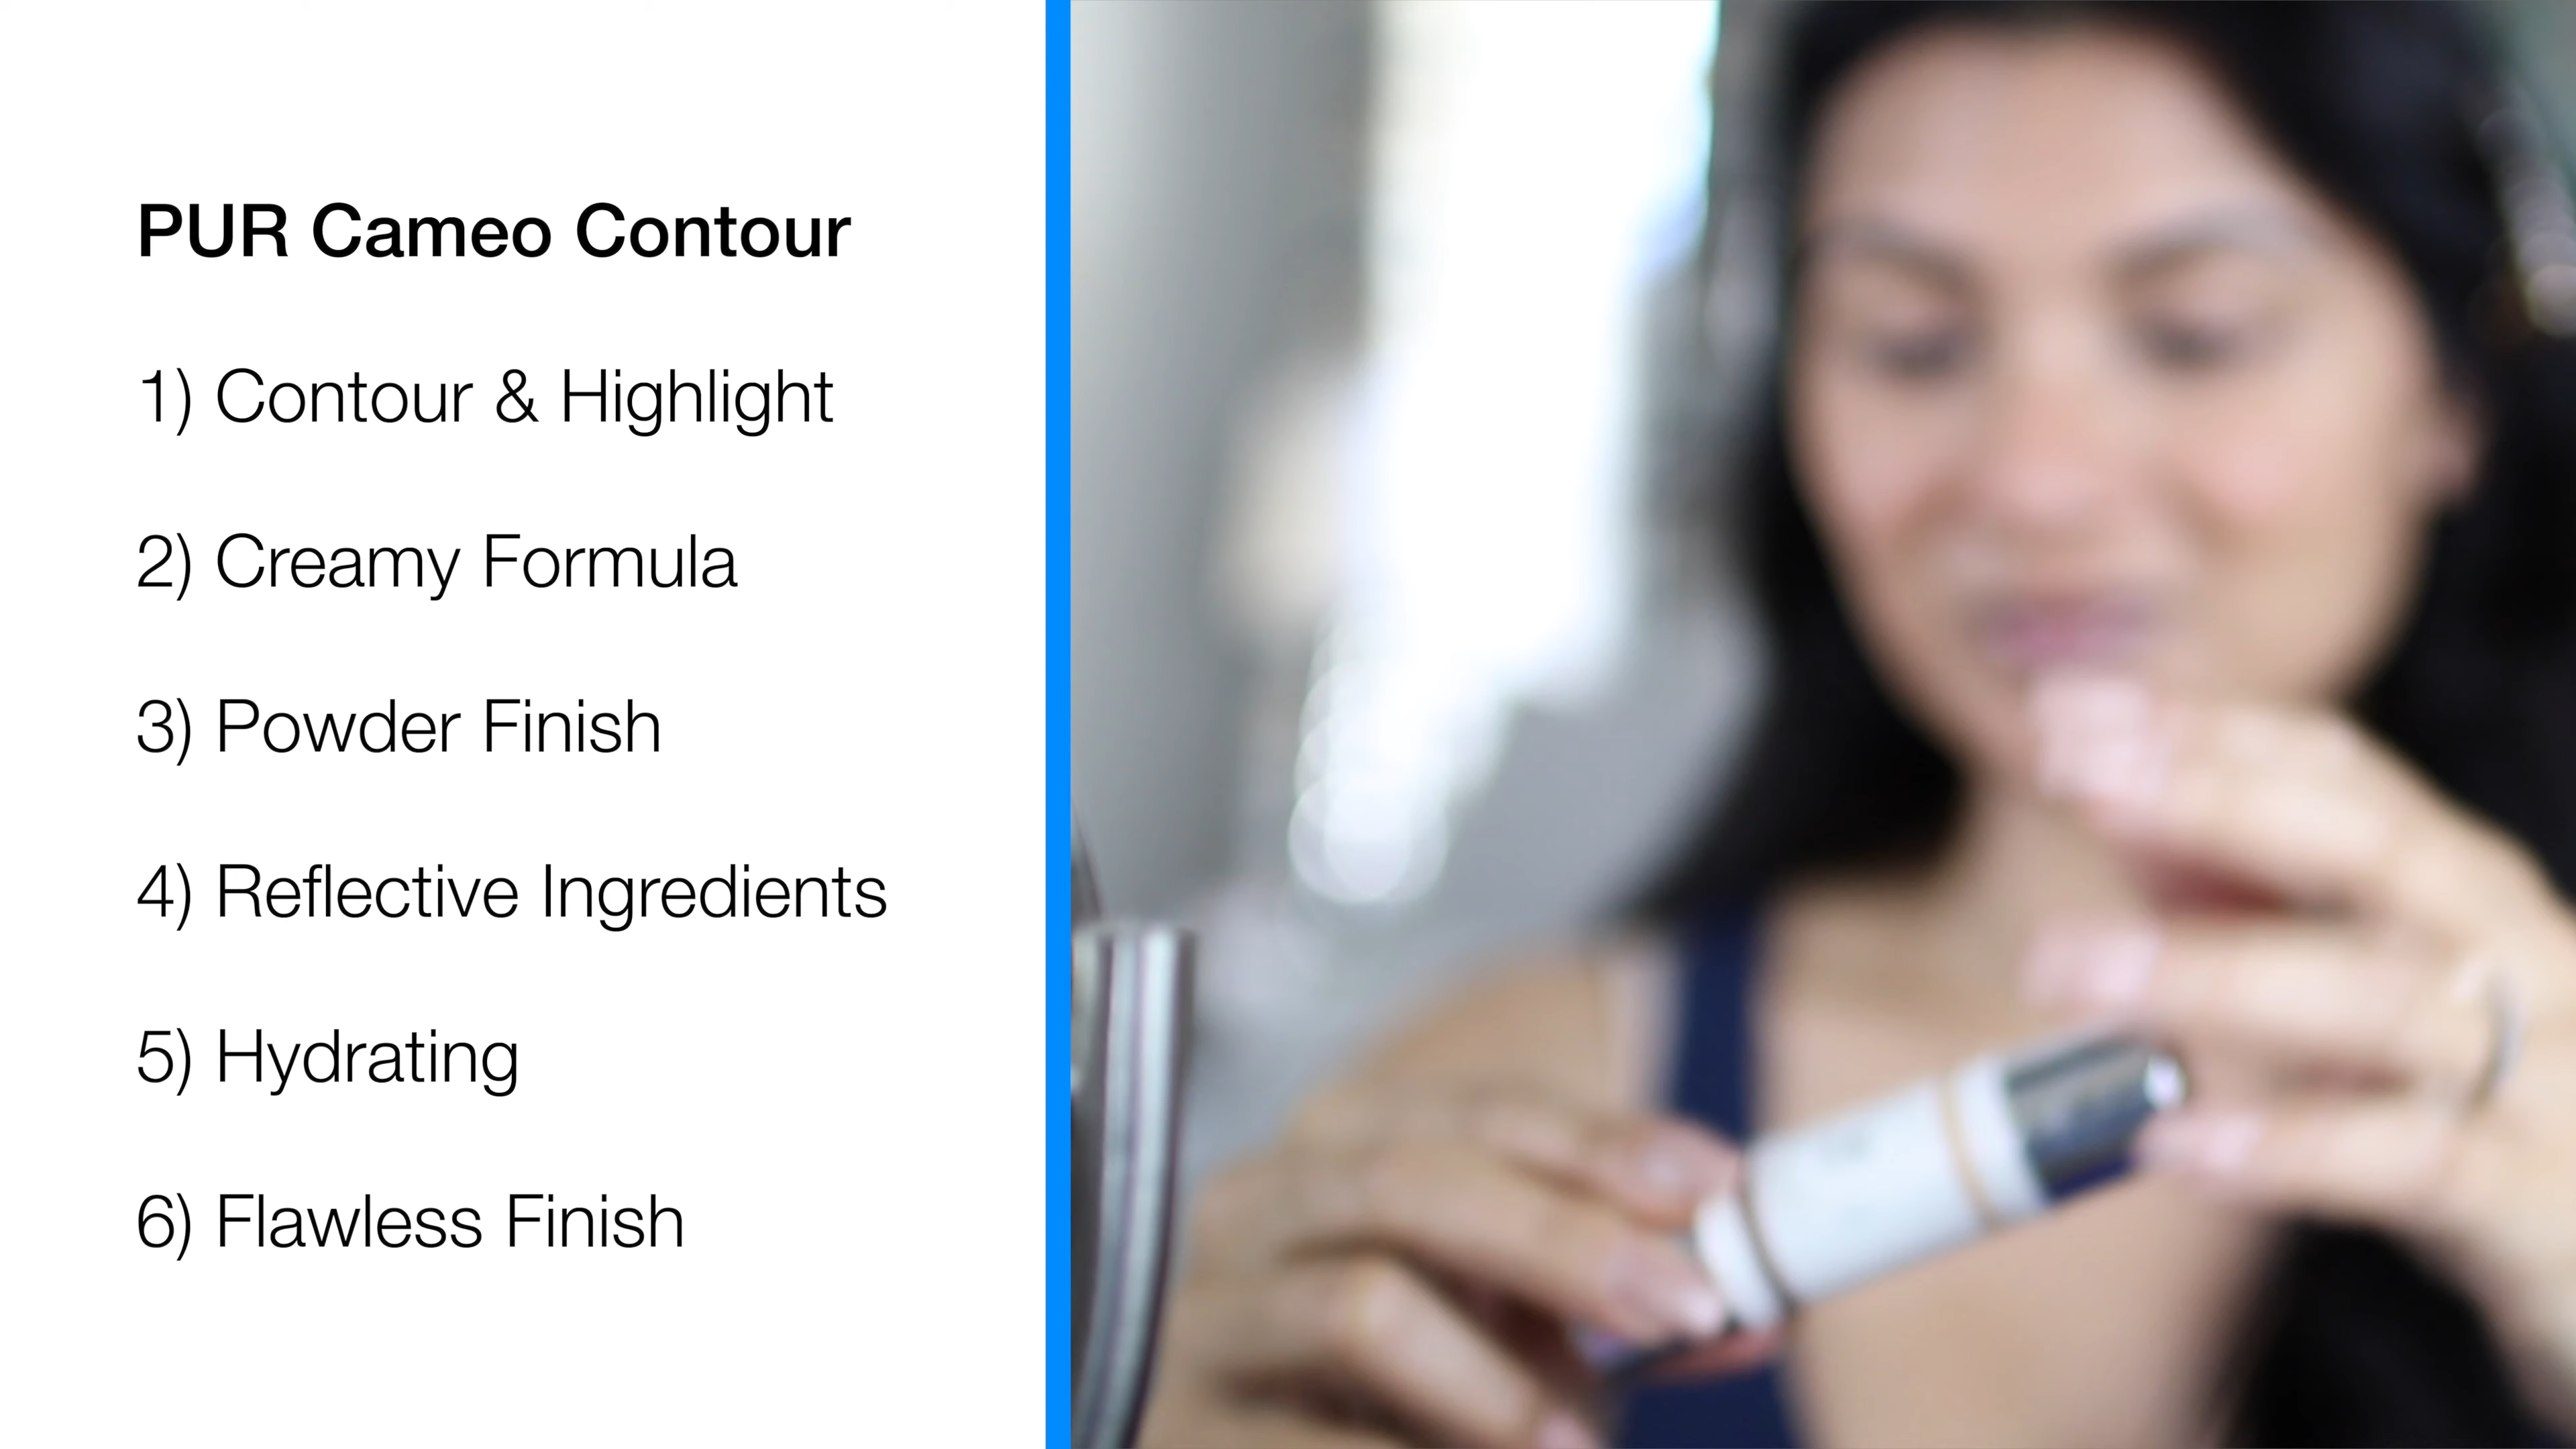 PUR Cameo Contour
1) Contour & Highlight
2) Creamy Formula
3) Powder Finish
4) Reflective Ingredients
5) Hydrating
6) Flawless Finish